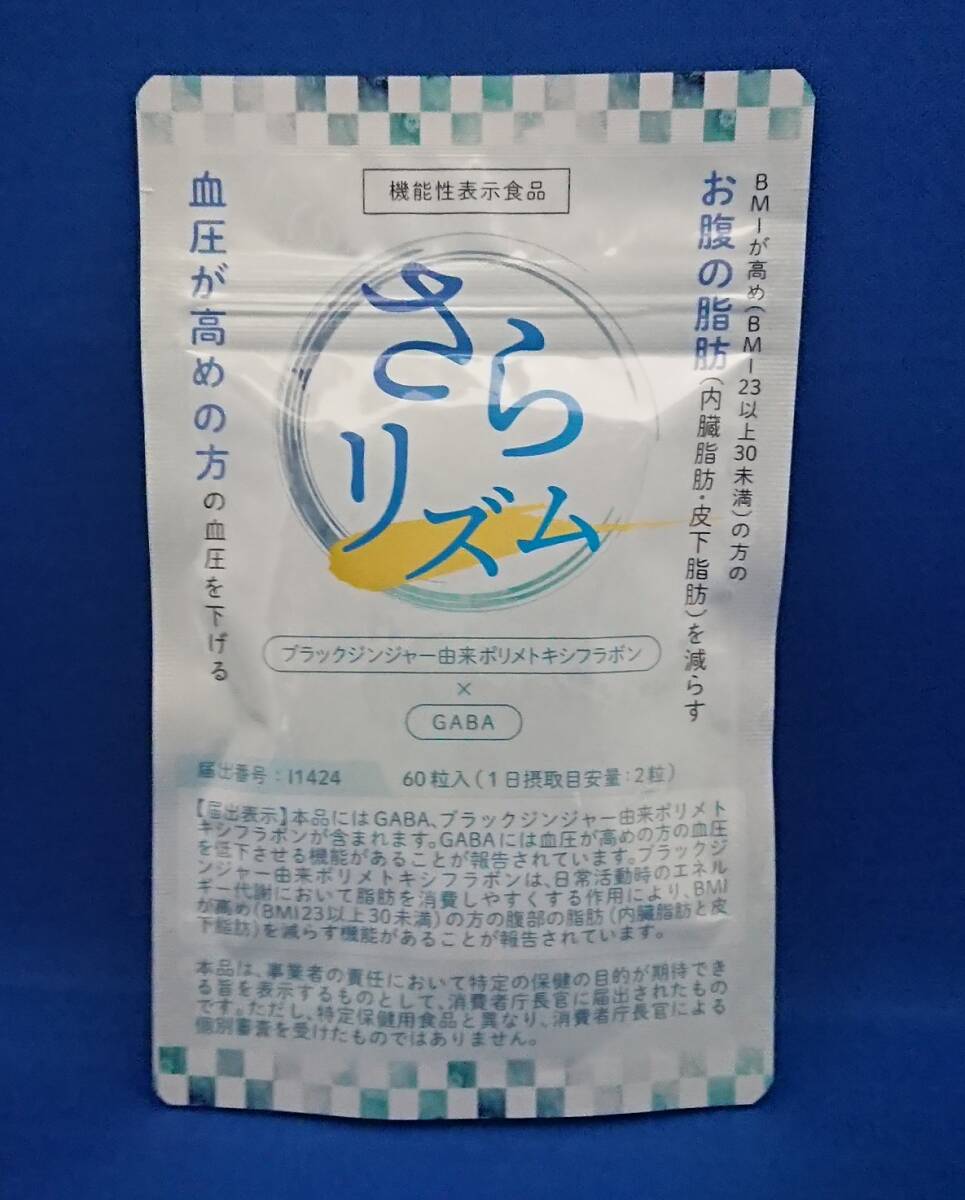 機能性表示食品
BMIが高め(BMI23以上30未満)の方の
お腹の脂肪(内臓脂肪・皮下脂肪)を減らす
さら
リズム
血圧が高めの方の血圧を下げる
ブラックジンジャー由来ポリメトキシフラボン
×
GABA
届出番号:I1424
60粒入(1日摂取目安量:2粒)
【届出表示】本品にはGABA、ブラックジンジャー由来ポリメト
キシフラボンが含まれます。GABAには血圧が高めの方の血圧
を低下させる機能があることが報告されています。ブラックジ
ンジャー由来ポリメトキシフラボンは、日常活動時のエネル
ギー代謝において脂肪を消費しやすくする作用により、BMI
が高め(BMI23以上30未満)の方の腹部の脂肪(内臓脂肪と皮
下脂肪)を減らす機能があることが報告されています。
本品は、事業者の責任において特定の保健の目的が期待でき
る旨を表示するものとして、消費者庁長官に届出されたもの
です。ただし、特定保健用食品と異なり、消費者庁長官による
個別審査を受けたものではありません。